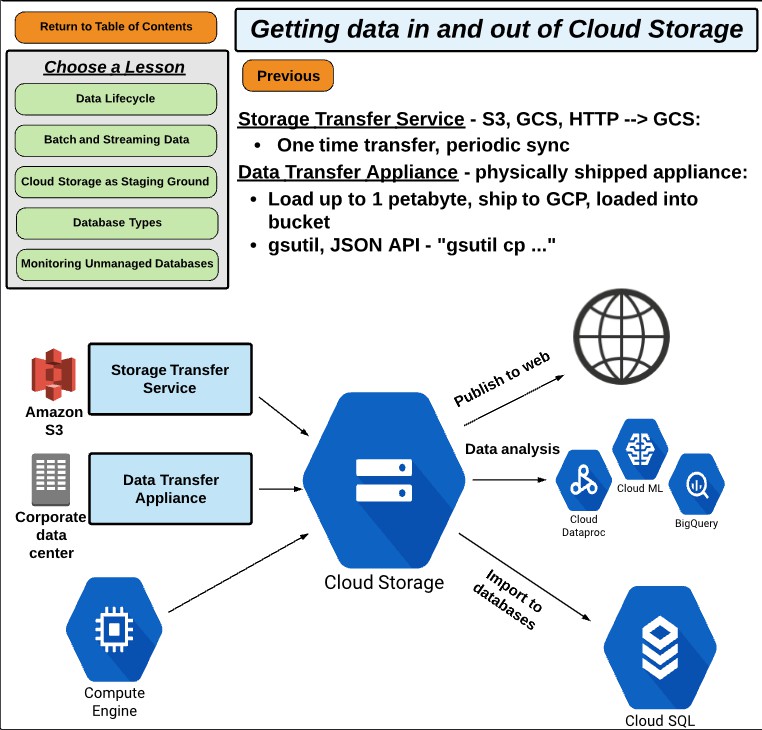 Return to Table of Contents
Getting data in and out of Cloud Storage
Choose a Lesson
Data Lifecycle
Batch and Streaming Data
Cloud Storage as Staging Ground
Database Types
Monitoring Unmanaged Databases
Previous
Storage Transfer Service - S3, GCS, HTTP --> GCS:
• One time transfer, periodic sync
Data Transfer Appliance - physically shipped appliance:
• Load up to 1 petabyte, ship to GCP, loaded into
bucket
• gsutil, JSON API - "gsutil cp ..."
Amazon
S3
Storage Transfer
Service
Corporate
data
center
Data Transfer
Appliance
Compute
Engine
Cloud Storage
Publish to web
Data analysis
Cloud
Dataproc
Cloud ML
BigQuery
Import to
databases
Cloud SQL